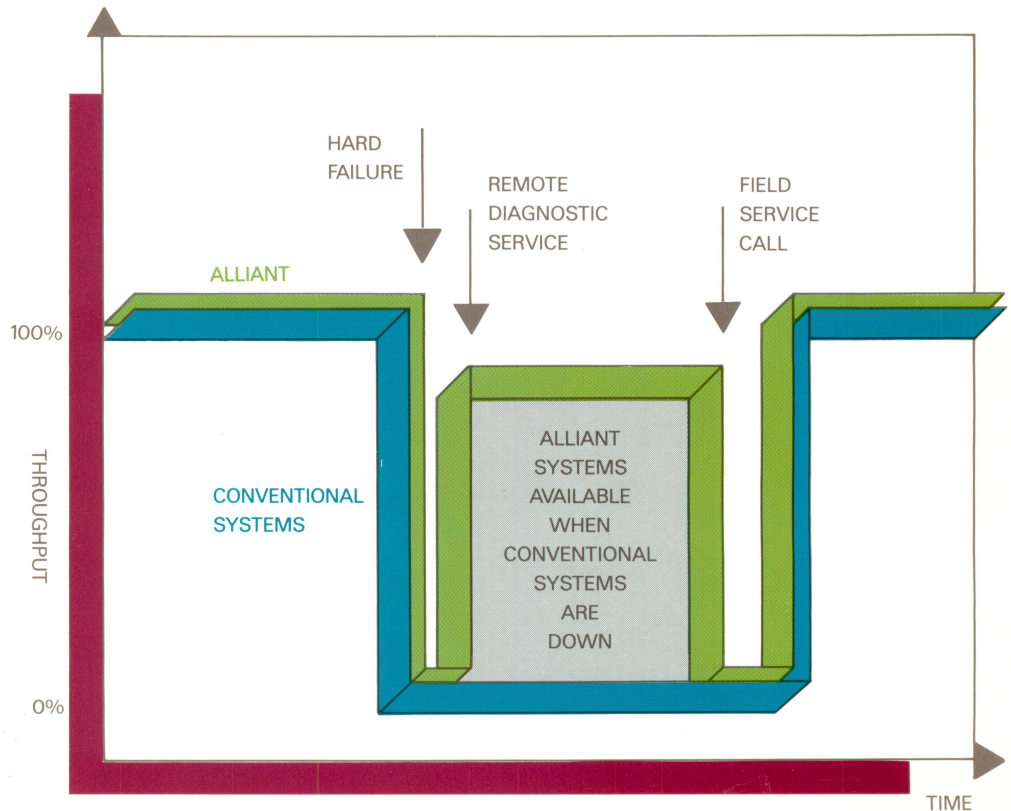 HARD
FAILURE
REMOTE
DIAGNOSTIC
SERVICE
FIELD
SERVICE
CALL
ALLIANT
100%
THROUGHPUT
CONVENTIONAL
SYSTEMS
ALLIANT
SYSTEMS
AVAILABLE
WHEN
CONVENTIONAL
SYSTEMS
ARE
DOWN
0%
TIME